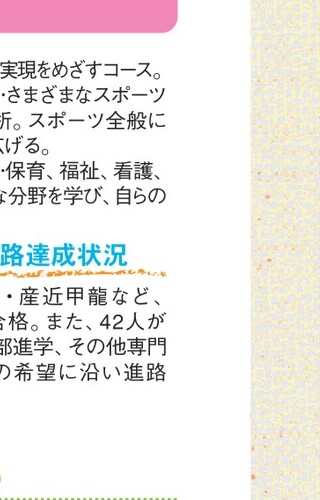 実現をめざすコース。
・さまざまなスポーツ
折。スポーツ全般に
広げる。
・保育、福祉、看護、
な分野を学び、自らの
路達成状況
・産近甲龍など、
合格。また、42人が
部進学、その他専門
の希望に沿い進路